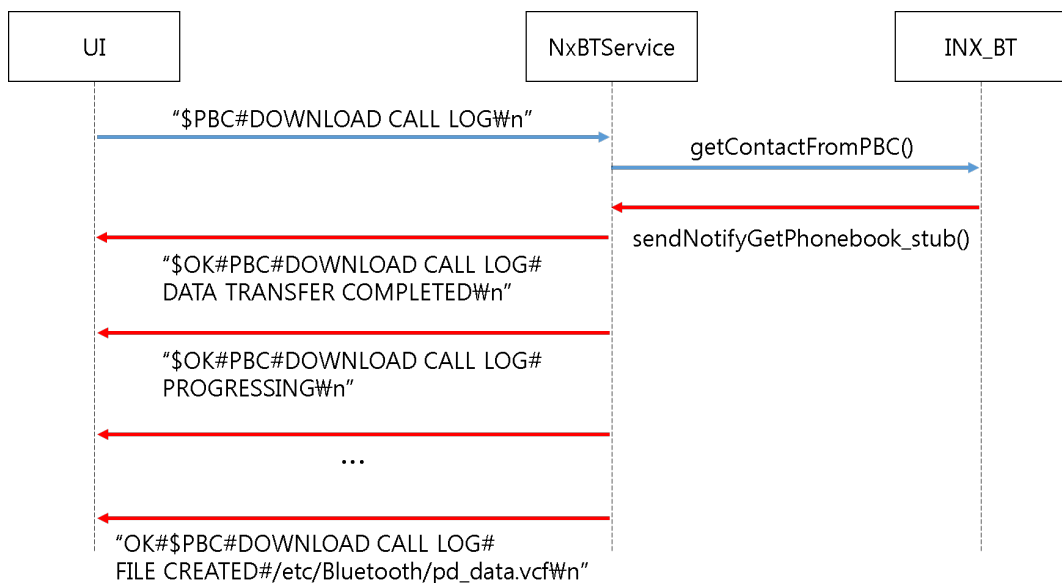 UI
NxBTService
INX_BT
“$PBC#DOWNLOAD CALL LOG₩n”
getContactFromPBC()
sendNotifyGetPhonebook_stub()
“$OK#PBC#DOWNLOAD CALL LOG#
DATA TRANSFER COMPLETED₩n”
“$OK#PBC#DOWNLOAD CALL LOG#
PROGRESSING₩n”
...
“OK#$PBC#DOWNLOAD CALL LOG#
FILE CREATED#/etc/Bluetooth/pd_data.vcf₩n”